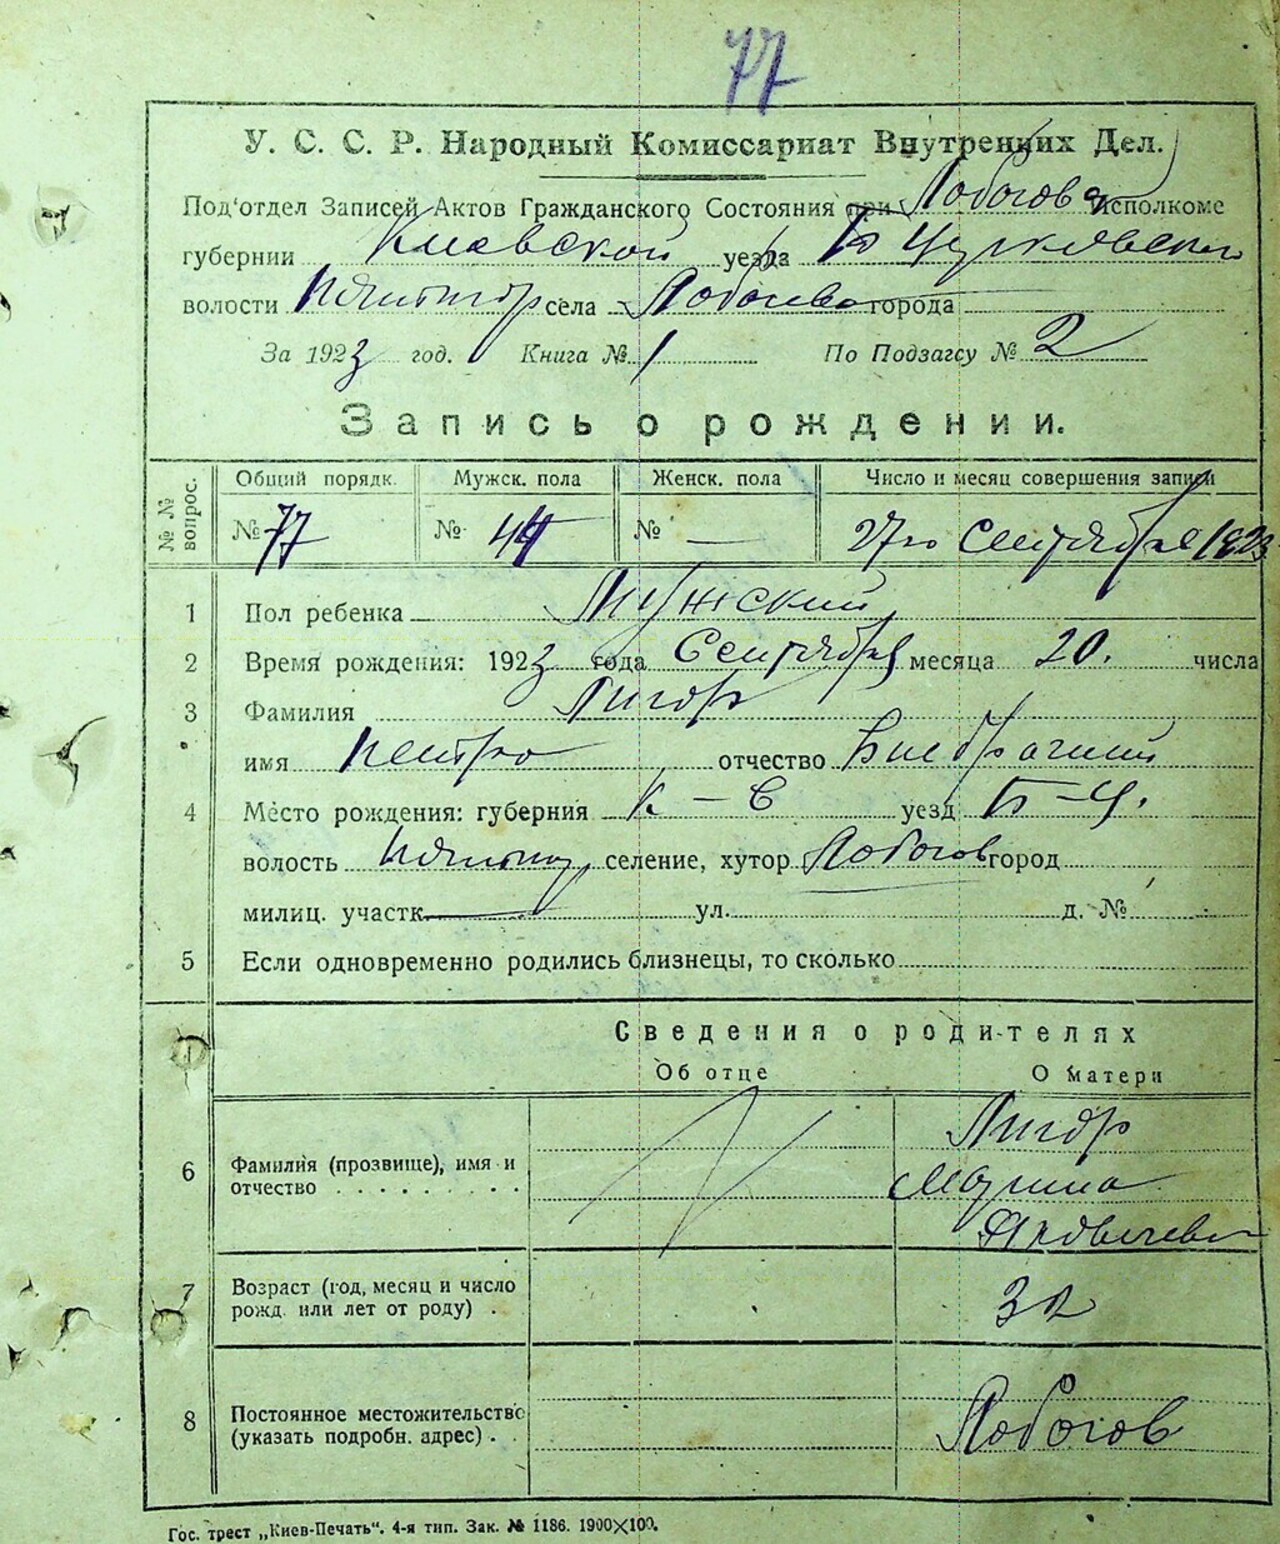 77
У. С. С. Р. Народный Комиссариат Внутренних Дел.
Под'отдел Записей Актов Гражданского Состояния при исполкоме
губернии Киевской уезда Б Церковского
волости села города
За 1923 год. Книга № 1 По Подзагсу № 2
Запись о рождении.
№ № вопрос. Общий порядк. Мужск. пола Женск. пола Число и месяц совершения записи
№ 77 № 44 № — 27го Сентября 1923
1 Пол ребенка Мужский
2 Время рождения: 1923 года Сентября месяца 20. числа
3 Фамилия Лигор
имя Петро отчество
4 Место рождения: губерния К – в уезд Б – Ц.
волость селение, хутор город
милиц. участк. ул. д. №
5 Если одновременно родились близнецы, то сколько
Сведения о родителях
Об отце О матери
6 Фамилия (прозвище), имя и отчество
Лигор
Марина
Яковлева
7 Возраст (год, месяц и число рожд. или лет от роду) . 32
8 Постоянное местожительство (указать подробн. адрес) .
Гос. трест „Киев-Печать“. 4-я тип. Зак. № 1186. 1900×100.